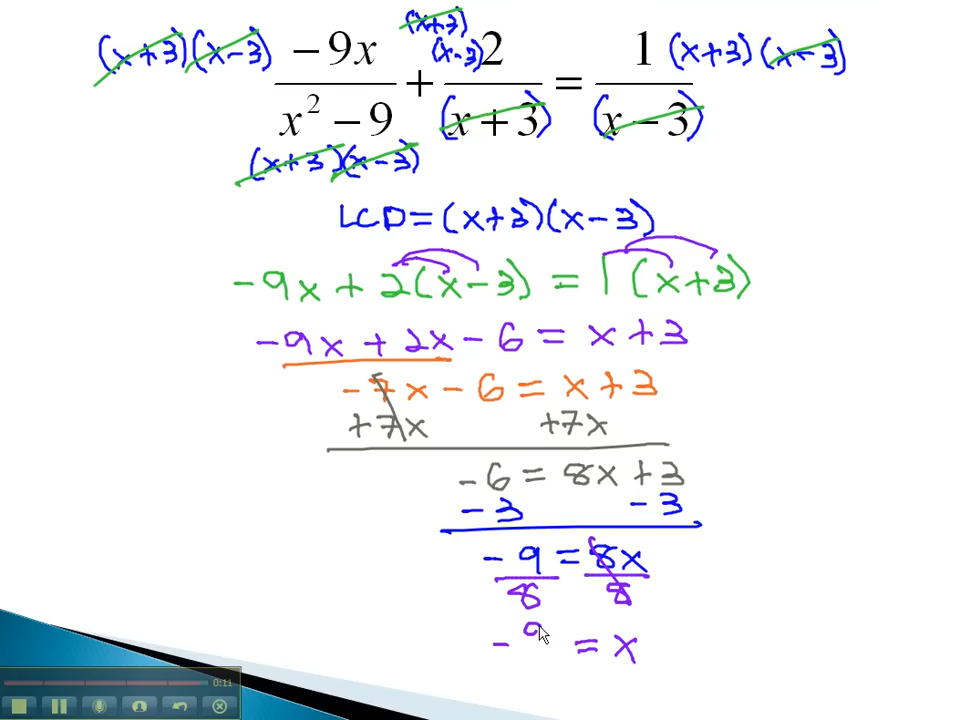 (x+3)(x-3) -9x/x² - 9 + (x+3)(x-3) 2/(x + 3) = 1/(x - 3) (x+3)(x-3)
(x+3)(x-3)
LCD=(x+3)(x-3)
-9x + 2(x-3) = 1(x+3)
-9x + 2x - 6 = x + 3
-7x - 6 = x + 3
+7x +7x
-6 = 8x + 3
-3 -3
-9 = 8x
8 8
-9 = x
0:11